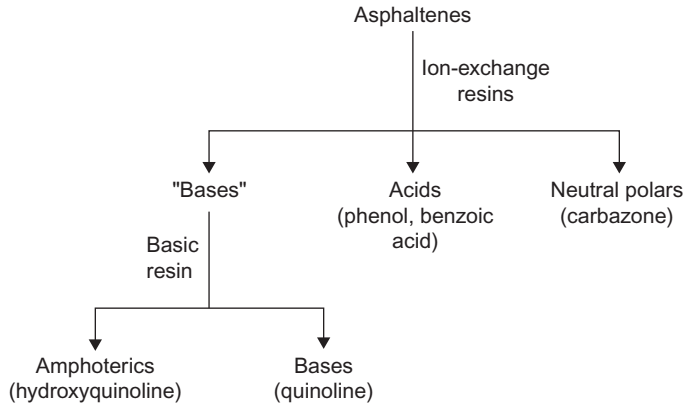 Asphaltenes
Ion-exchange
resins
"Bases"
Acids
(phenol, benzoic
acid)
Neutral polars
(carbazone)
Basic
resin
Amphoterics
(hydroxyquinoline)
Bases
(quinoline)